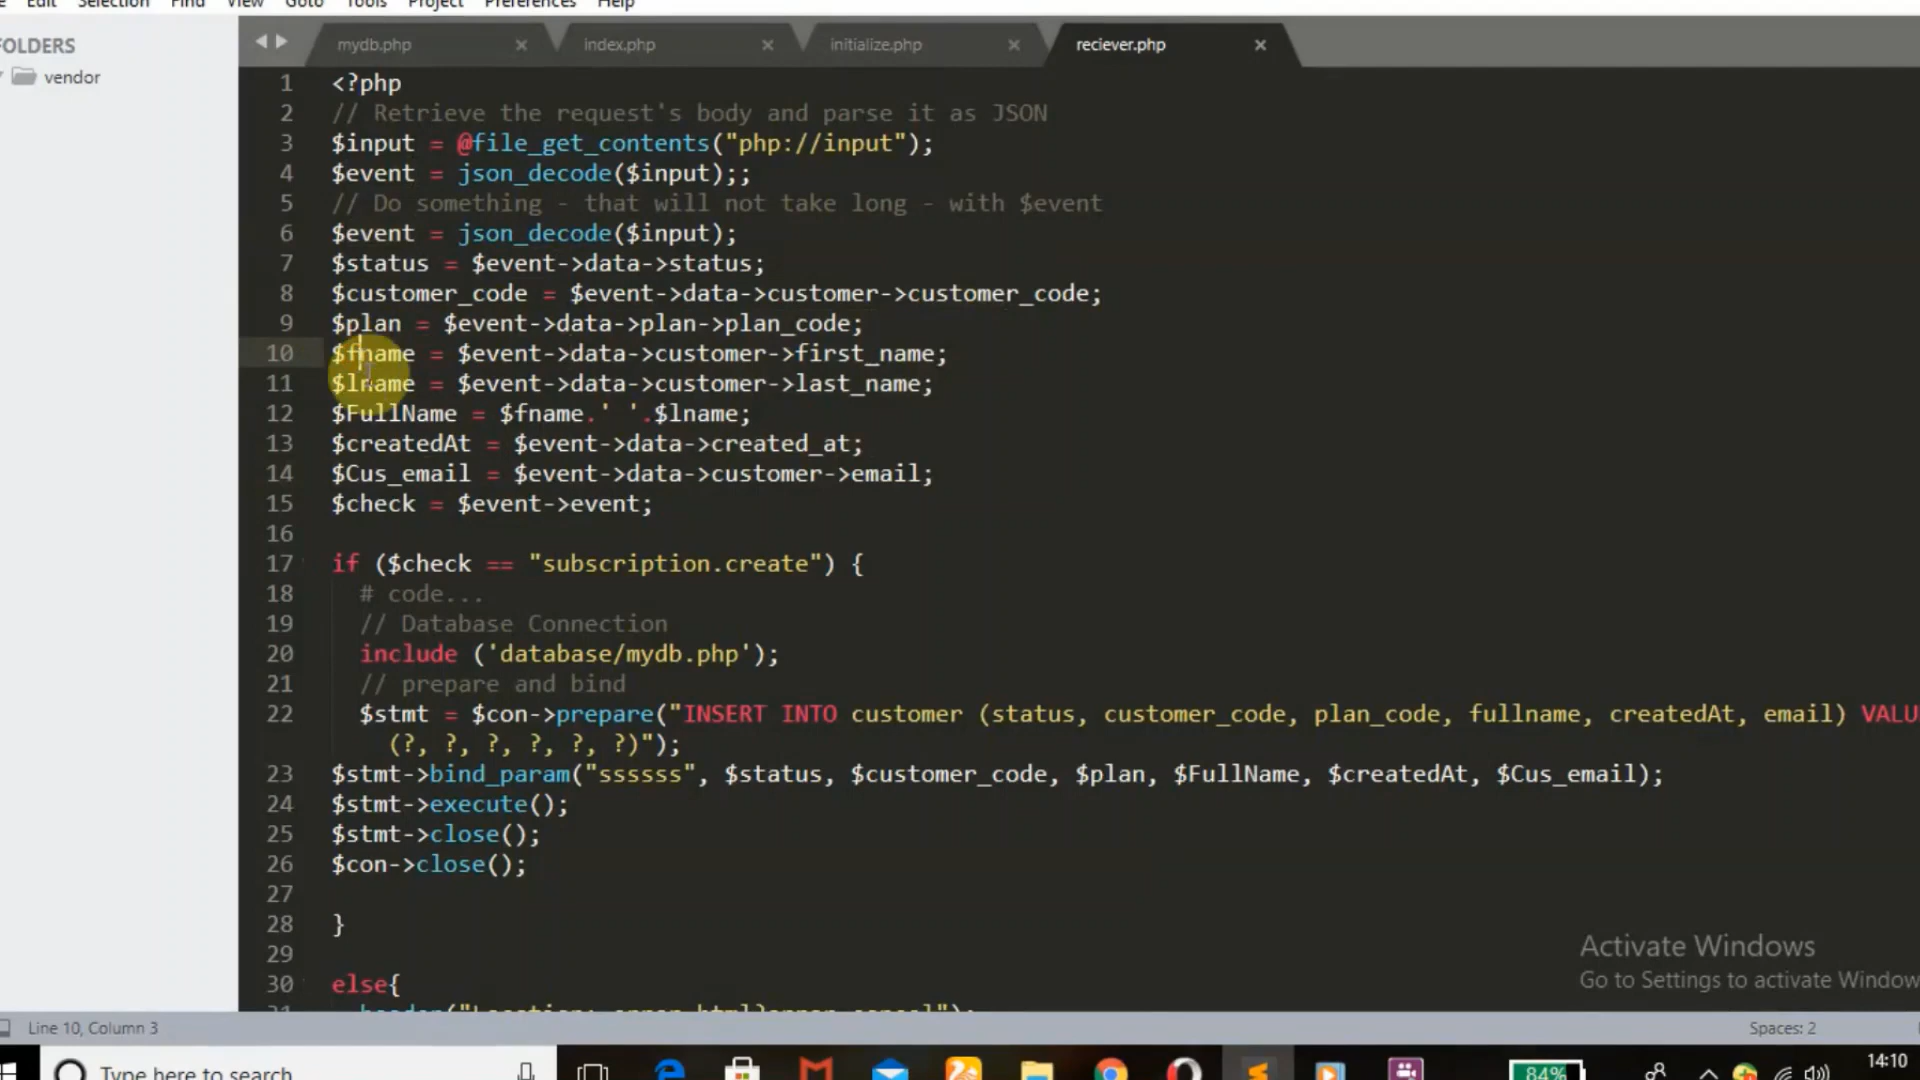 Edit Selection Find View Goto Tools Project Preferences Help
FOLDERS
vendor
mydb.php
index.php
initialize.php
reciever.php
1 <?php
2 // Retrieve the request's body and parse it as JSON
3 $input = @file_get_contents("php://input");
4 $event = json_decode($input);;
5 // Do something - that will not take long - with $event
6 $event = json_decode($input);
7 $status = $event->data->status;
8 $customer_code = $event->data->customer->customer_code;
9 $plan = $event->data->plan->plan_code;
10 $fname = $event->data->customer->first_name;
11 $lname = $event->data->customer->last_name;
12 $FullName = $fname.' '.$lname;
13 $createdAt = $event->data->created_at;
14 $Cus_email = $event->data->customer->email;
15 $check = $event->event;
16
17 if ($check == "subscription.create") {
18 # code...
19 // Database Connection
20 include ('database/mydb.php');
21 // prepare and bind
22 $stmt = $con->prepare("INSERT INTO customer (status, customer_code, plan_code, fullname, createdAt, email) VALU
(?, ?, ?, ?, ?, ?)");
23 $stmt->bind_param("ssssss", $status, $customer_code, $plan, $FullName, $createdAt, $Cus_email);
24 $stmt->execute();
25 $stmt->close();
26 $con->close();
27
28 }
29
30 else{
Activate Windows
Go to Settings to activate Window
Line 10, Column 3
Spaces: 2
Type here to search
84%
14:10